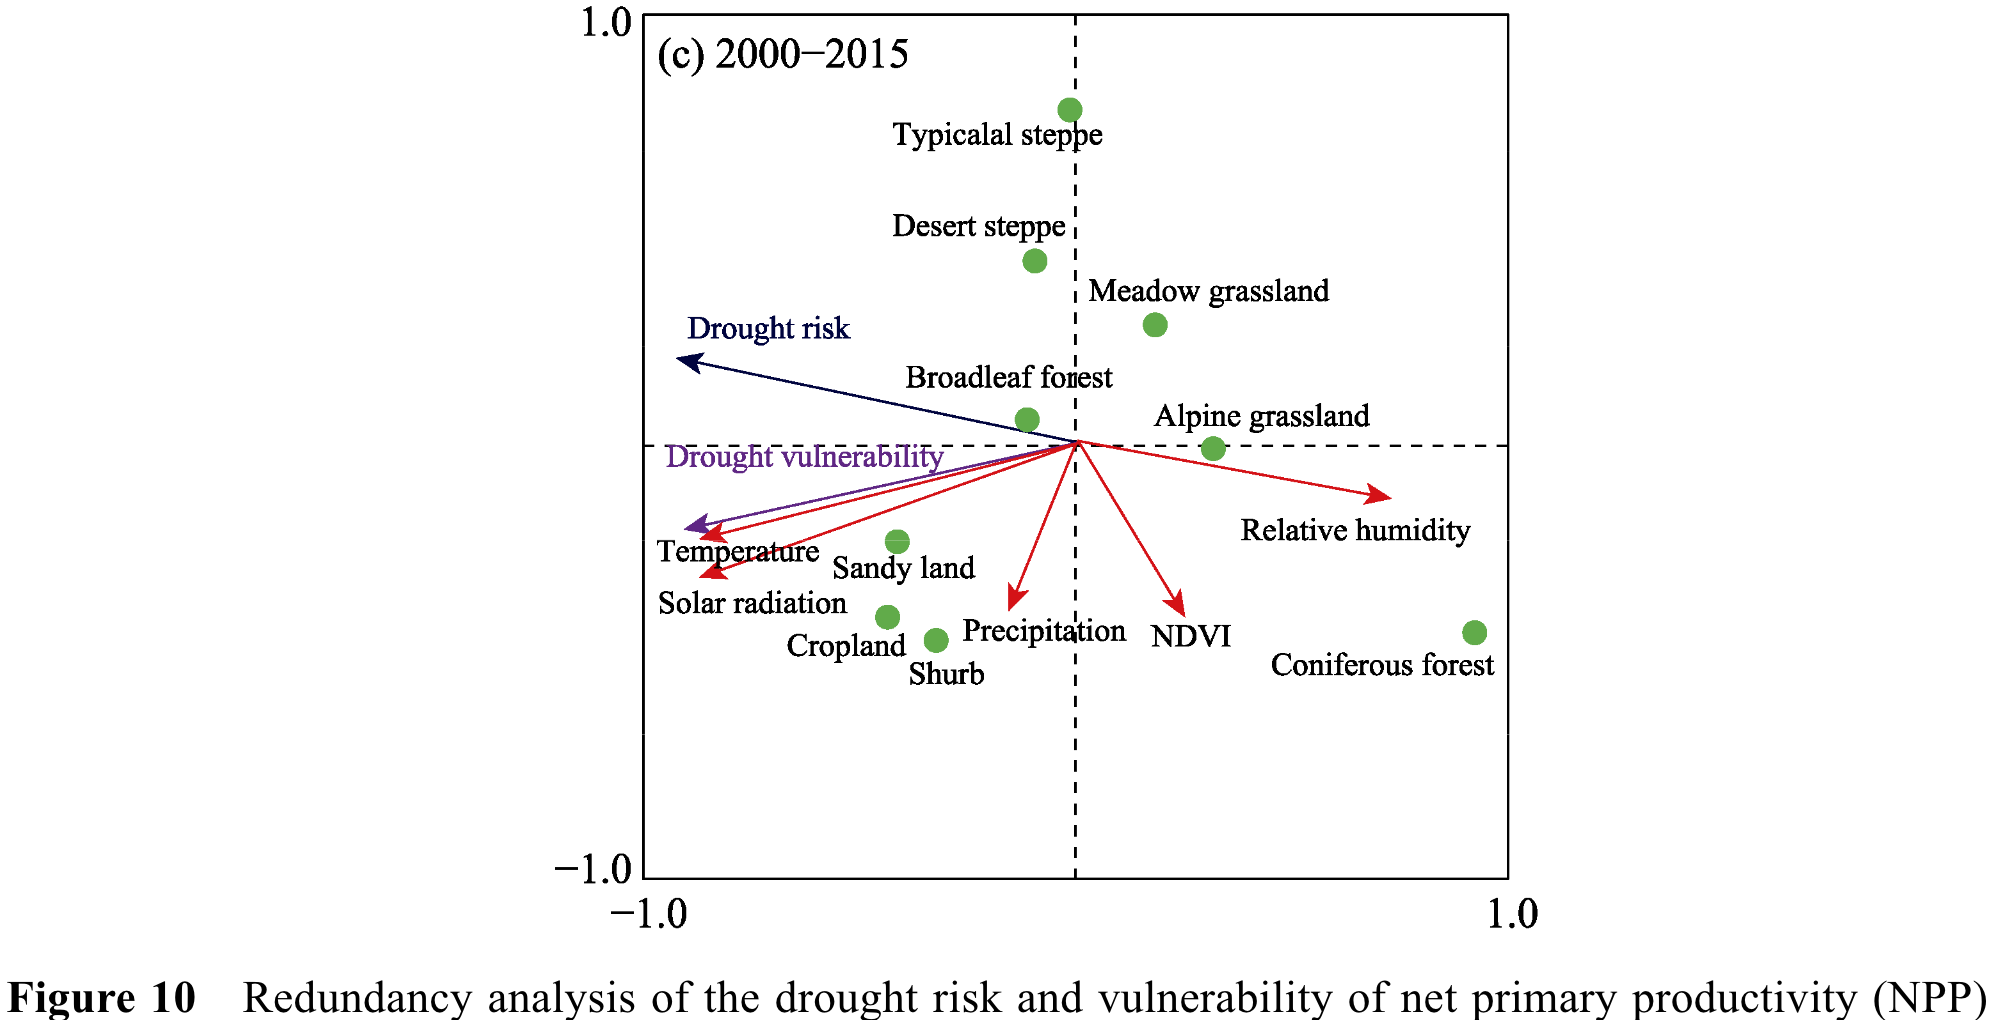 1.0
(c) 2000−2015
Typicalal steppe
Desert steppe
Meadow grassland
Drought risk
Broadleaf forest
Alpine grassland
Drought vulnerability
Relative humidity
Temperature
Sandy land
Solar radiation
Precipitation
NDVI
Cropland
Coniferous forest
Shurb
−1.0
−1.0
1.0
Figure 10 Redundancy analysis of the drought risk and vulnerability of net primary productivity (NPP)